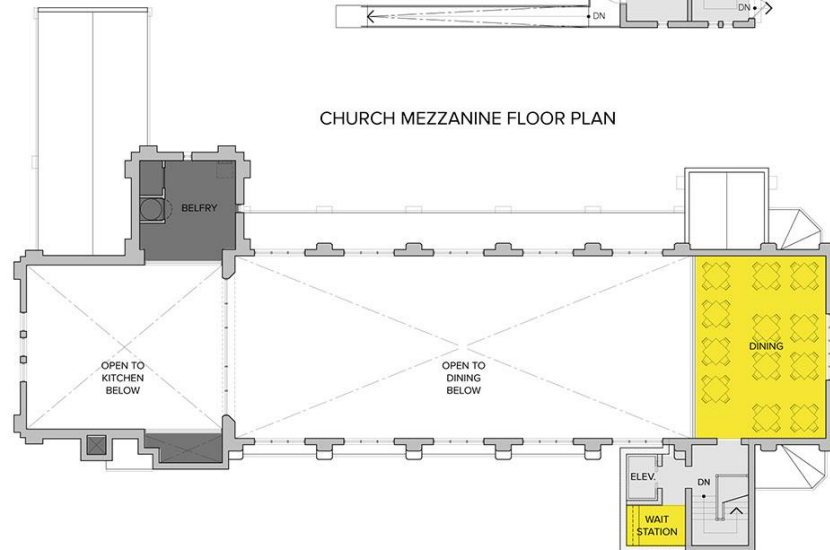 DN
DN
CHURCH MEZZANINE FLOOR PLAN
BELFRY
OPEN TO
KITCHEN
BELOW
OPEN TO
DINING
BELOW
DINING
ELEV.
DN
WAIT
STATION